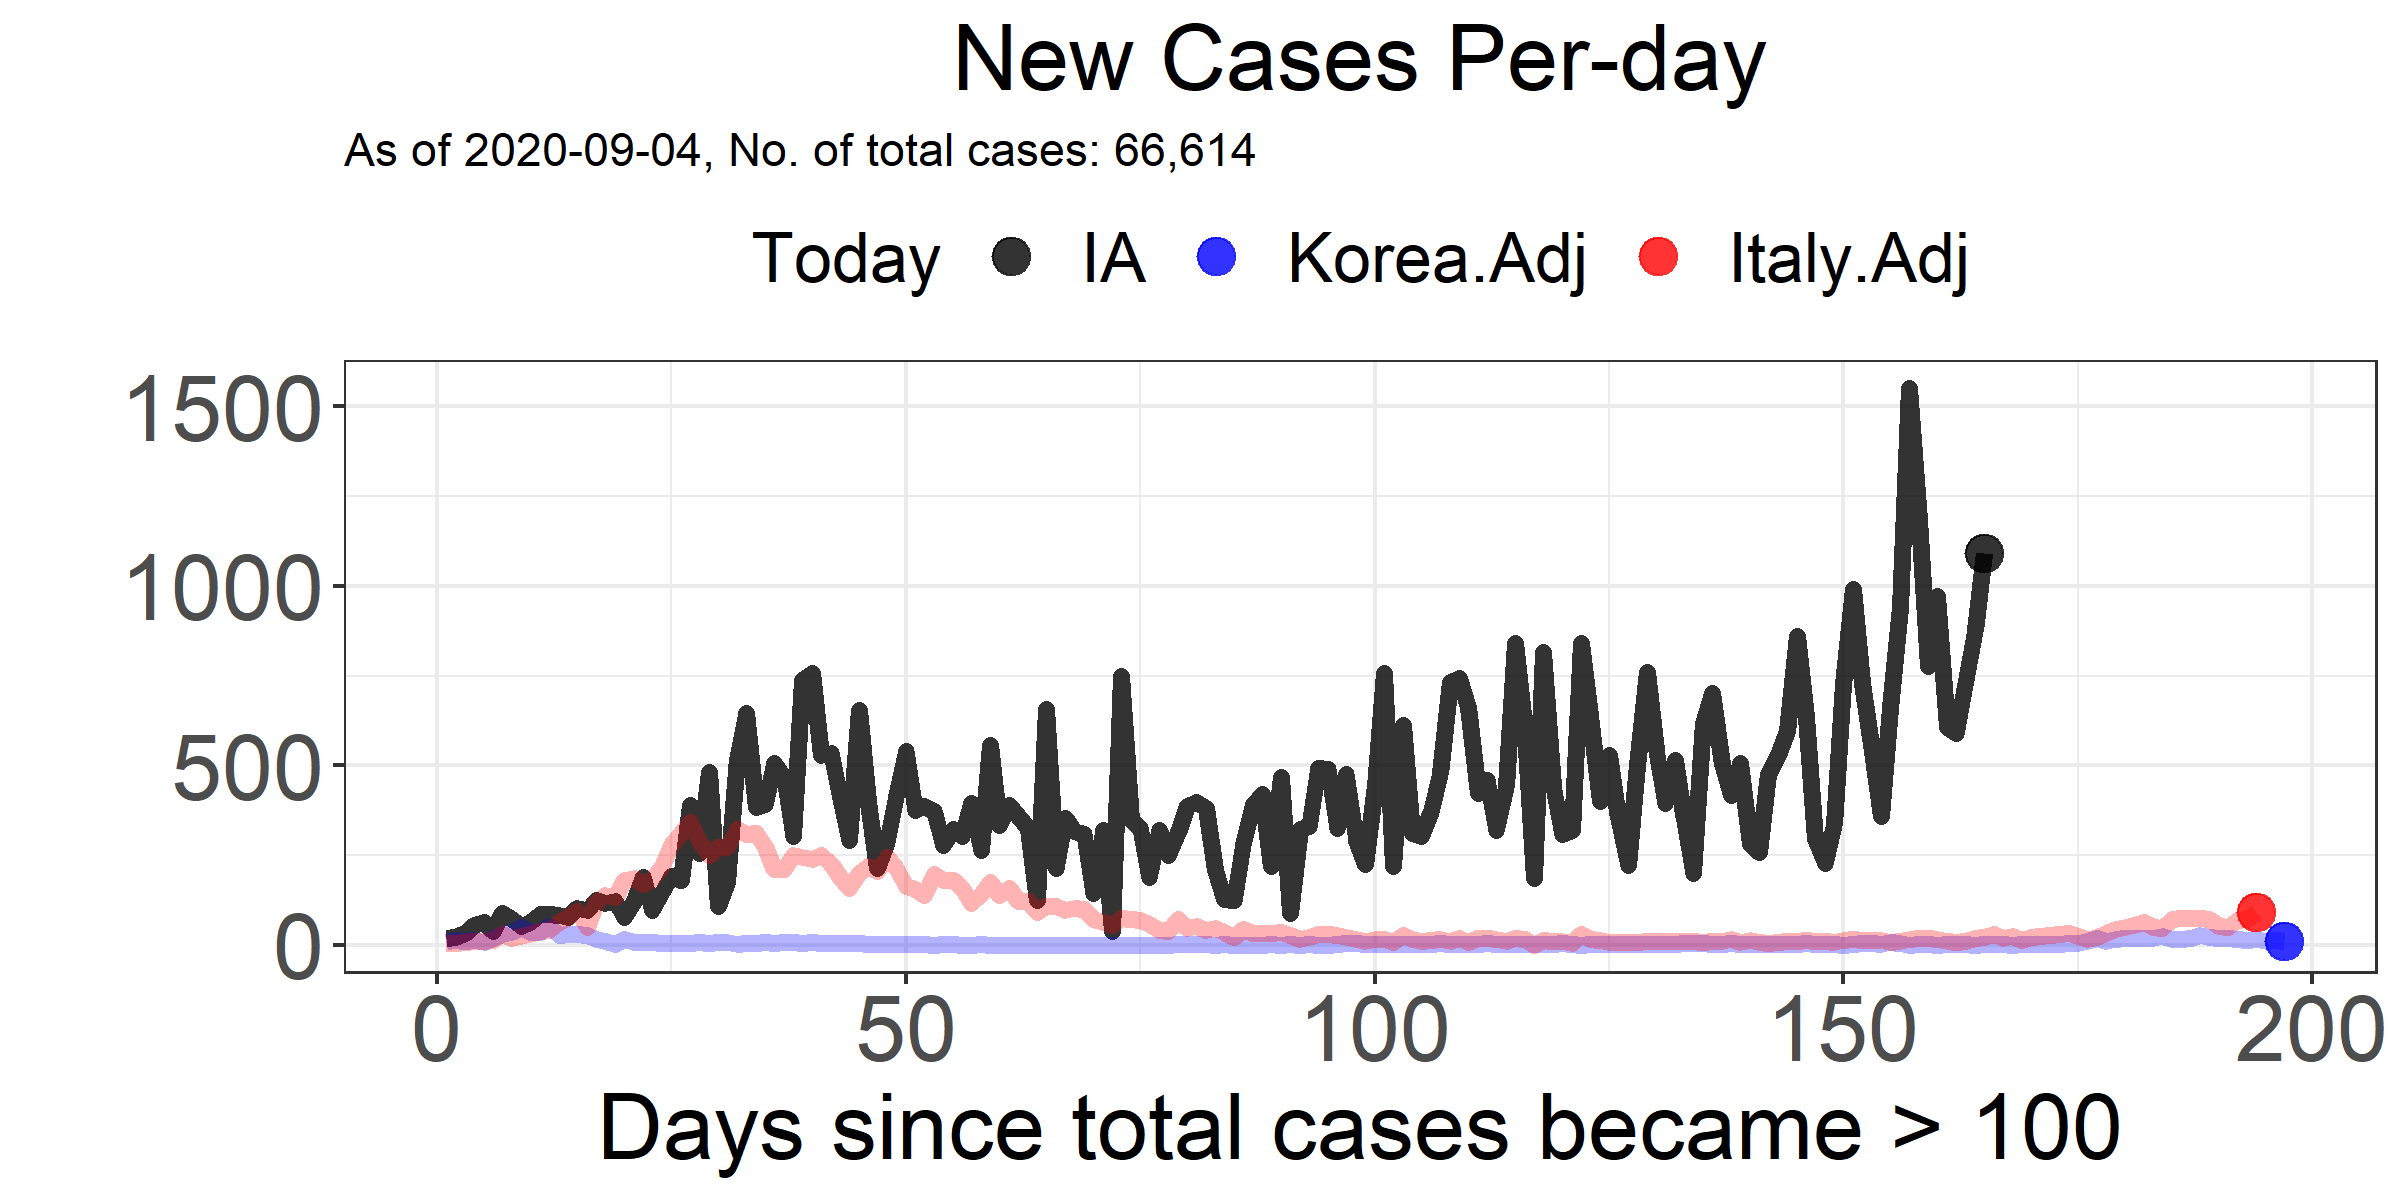 New Cases Per-day
As of 2020-09-04, No. of total cases: 66,614
Today IA Korea.Adj Italy.Adj
1500
1000
500
0
0 50 100 150 200
Days since total cases became > 100